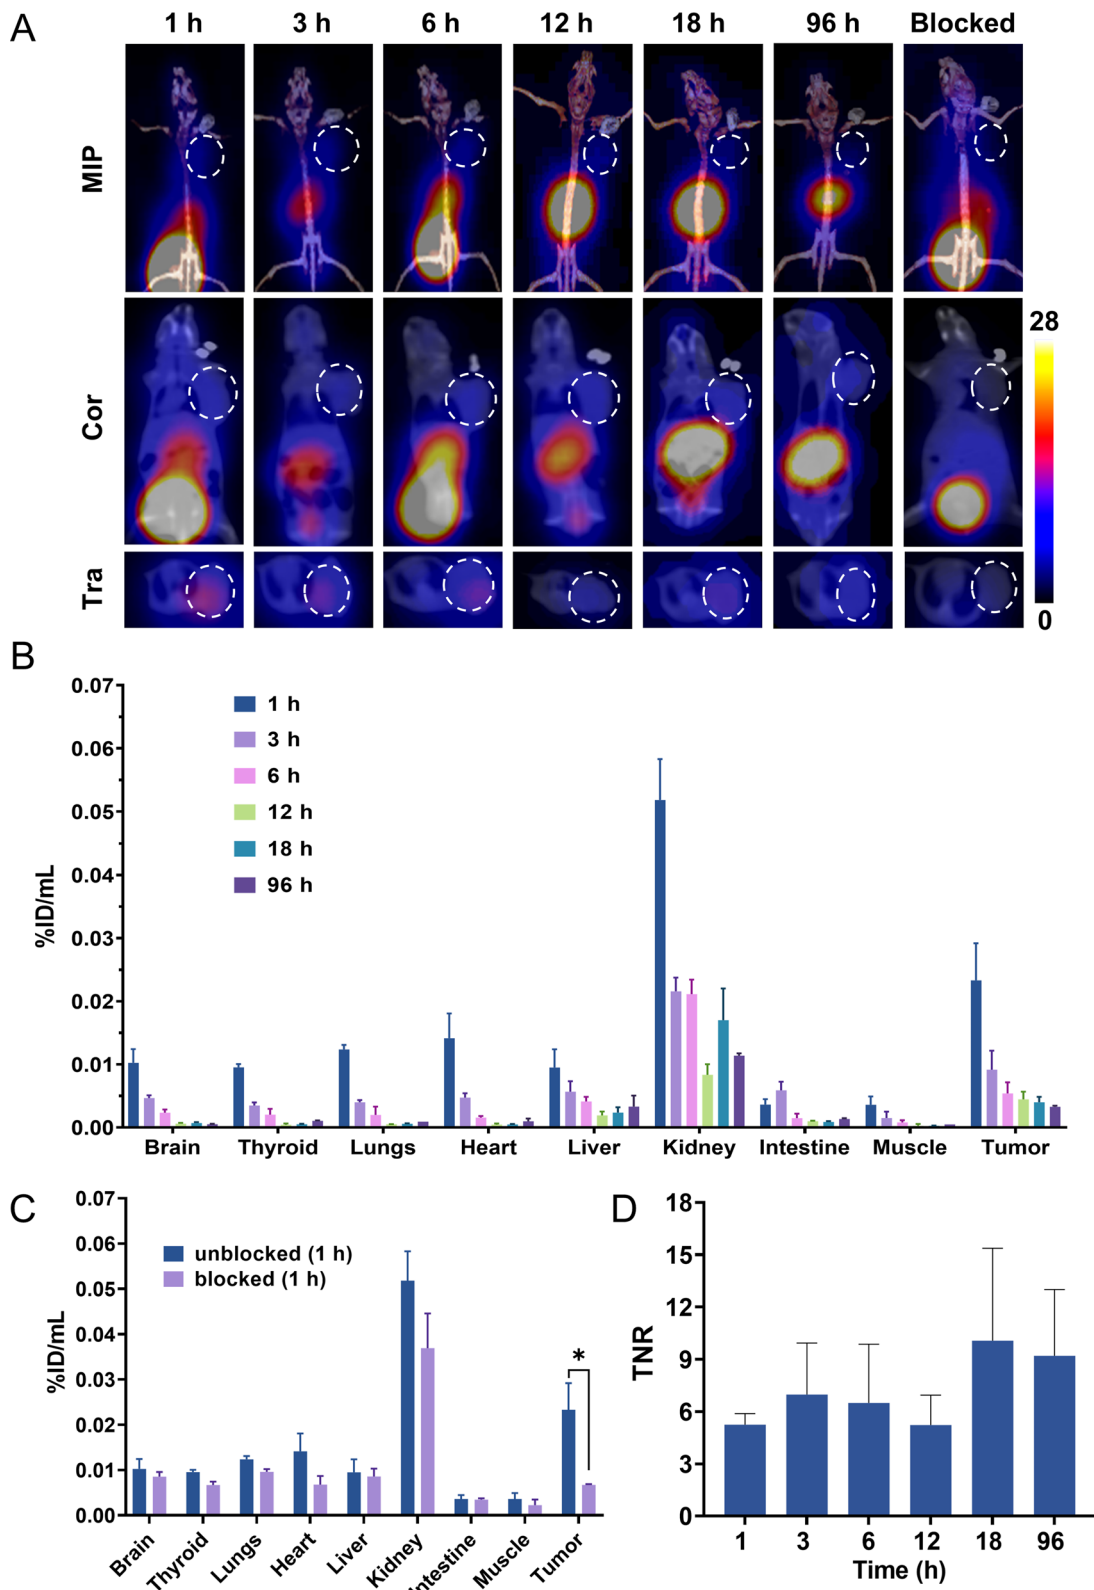 A
1 h 3 h 6 h 12 h 18 h 96 h Blocked
MIP
Cor
Tra
28
0
B
%ID/mL
0.07
0.06
0.05
0.04
0.03
0.02
0.01
0.00
1 h
3 h
6 h
12 h
18 h
96 h
Brain Thyroid Lungs Heart Liver Kidney Intestine Muscle Tumor
C
%ID/mL
0.07
0.06
0.05
0.04
0.03
0.02
0.01
0.00
unblocked (1 h)
blocked (1 h)
*
Brain Thyroid Lungs Heart Liver Kidney Intestine Muscle Tumor
D
TNR
18
15
12
9
6
3
0
1 3 6 12 18 96
Time (h)